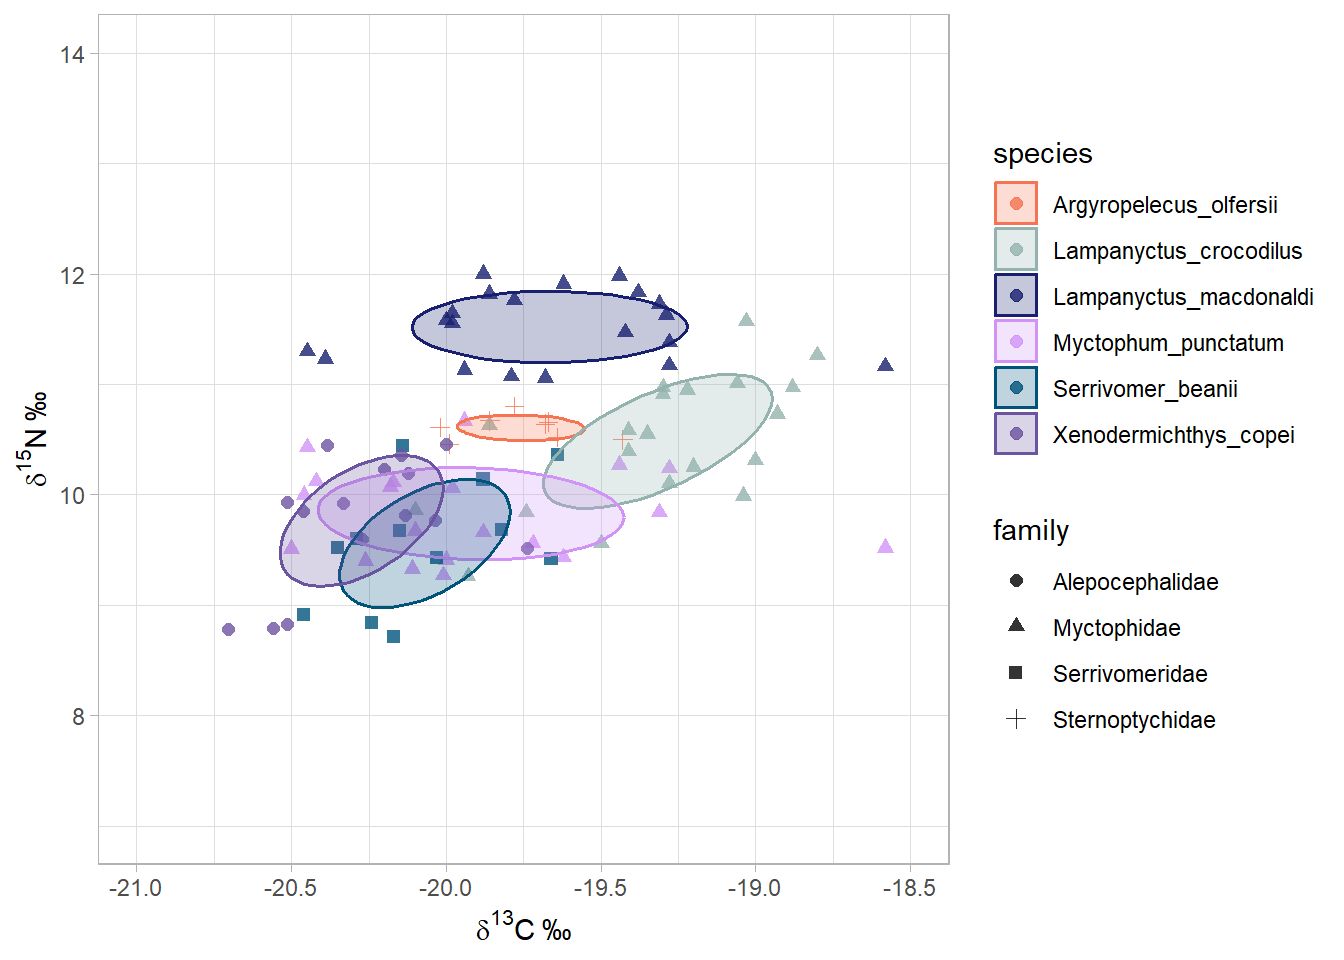 14
12
10
8
-21.0
-20.5
-20.0
-19.5
-19.0
-18.5
δ15N ‰
δ13C ‰
species
Argyropelecus_olfersii
Lampanyctus_crocodilus
Lampanyctus_macdonaldi
Myctophum_punctatum
Serrivomer_beanii
Xenodermichthys_copei
family
Alepocephalidae
Myctophidae
Serrivomeridae
Sternoptychidae